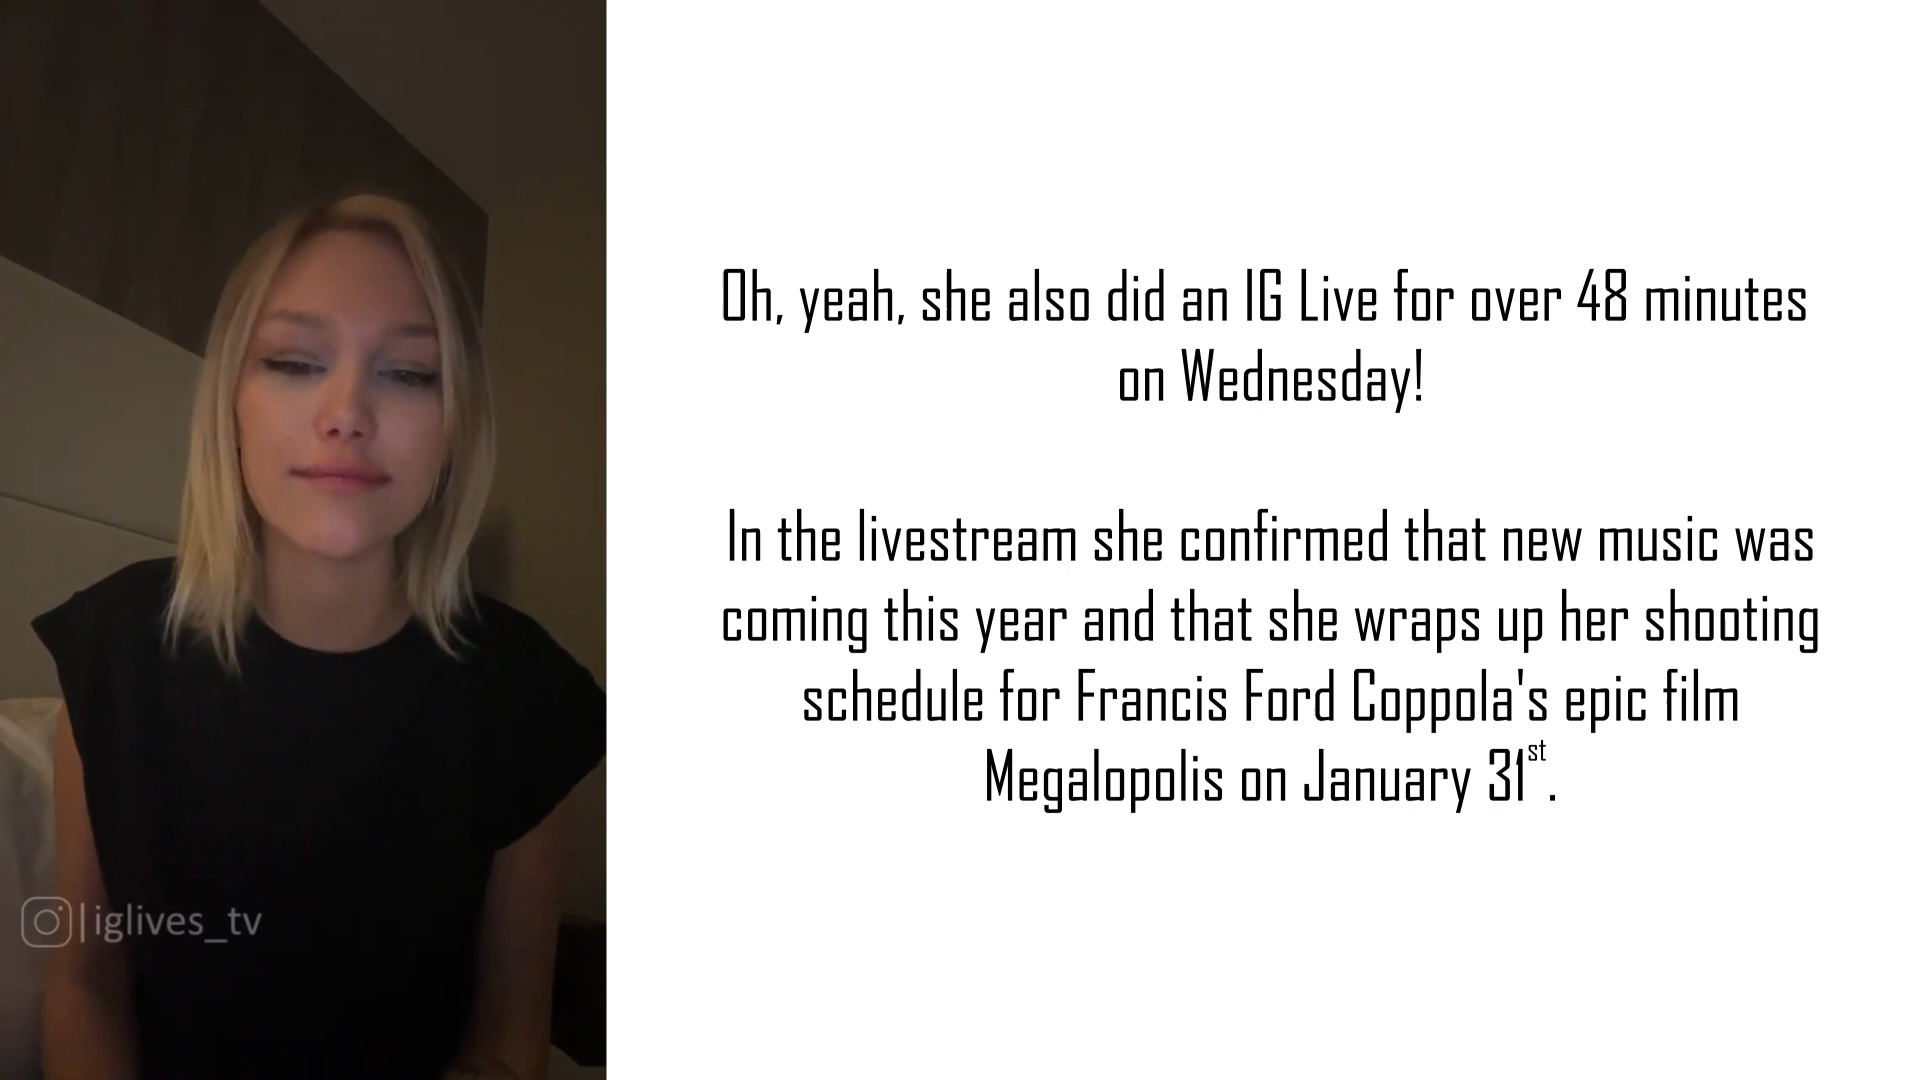 Oh, yeah, she also did an IG Live for over 48 minutes
on Wednesday!
In the livestream she confirmed that new music was
coming this year and that she wraps up her shooting
schedule for Francis Ford Coppola's epic film
Megalopolis on January 31st.
|iglives_tv